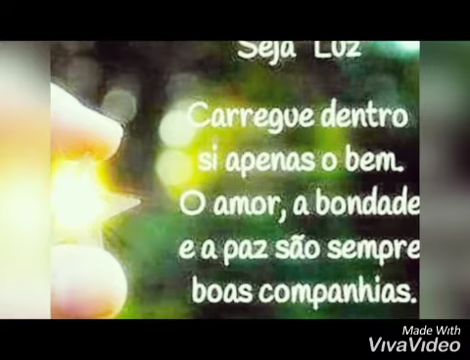 Seja Luz
Carregue dentro
si apenas o bem.
O amor, a bondade
e a paz são sempre
boas companhias.
Made With
VivaVideo